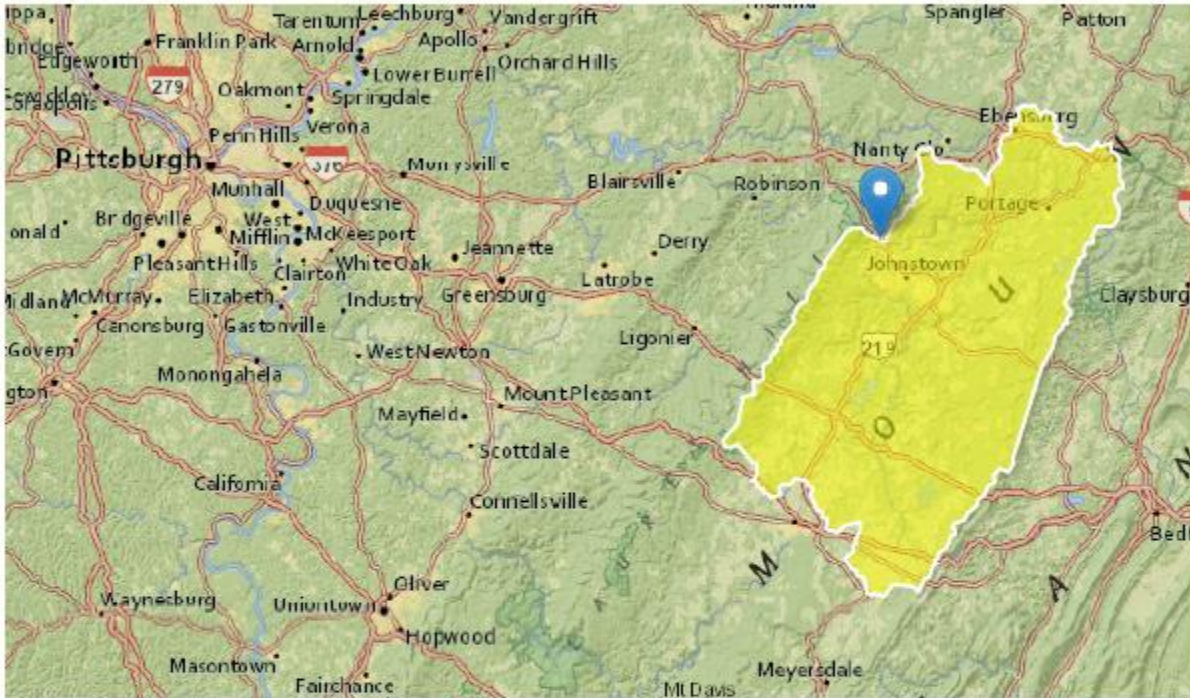 Tarentum
Leechburg
Vandergrift
Spangler
Patton
Franklin Park
Arnold
Apollo
Edgeworth
Lower Burrell
Orchard Hills
279
Oakmont
Springdale
Verona
Penn Hills
Ebensburg
Nanty Glo
Pittsburgh
376
Murrysville
Blairsville
Robinson
Munhall
Duquesne
Portage
Bridgeville
West
Mifflin
McKeesport
Jeannette
Derry
Pleasant Hills
White Oak
Johnstown
Clairton
Latrobe
McMurray
Elizabeth
Industry
Greensburg
U
Claysburg
Canonsburg
Gastonville
Ligonier
219
West Newton
Monongahela
Mount Pleasant
Mayfield
O
Scottdale
California
N
Connellsville
M
Oliver
A
Waynesburg
Uniontown
Hopwood
Masontown
Meyersdale
Fairchance
Mt Davis